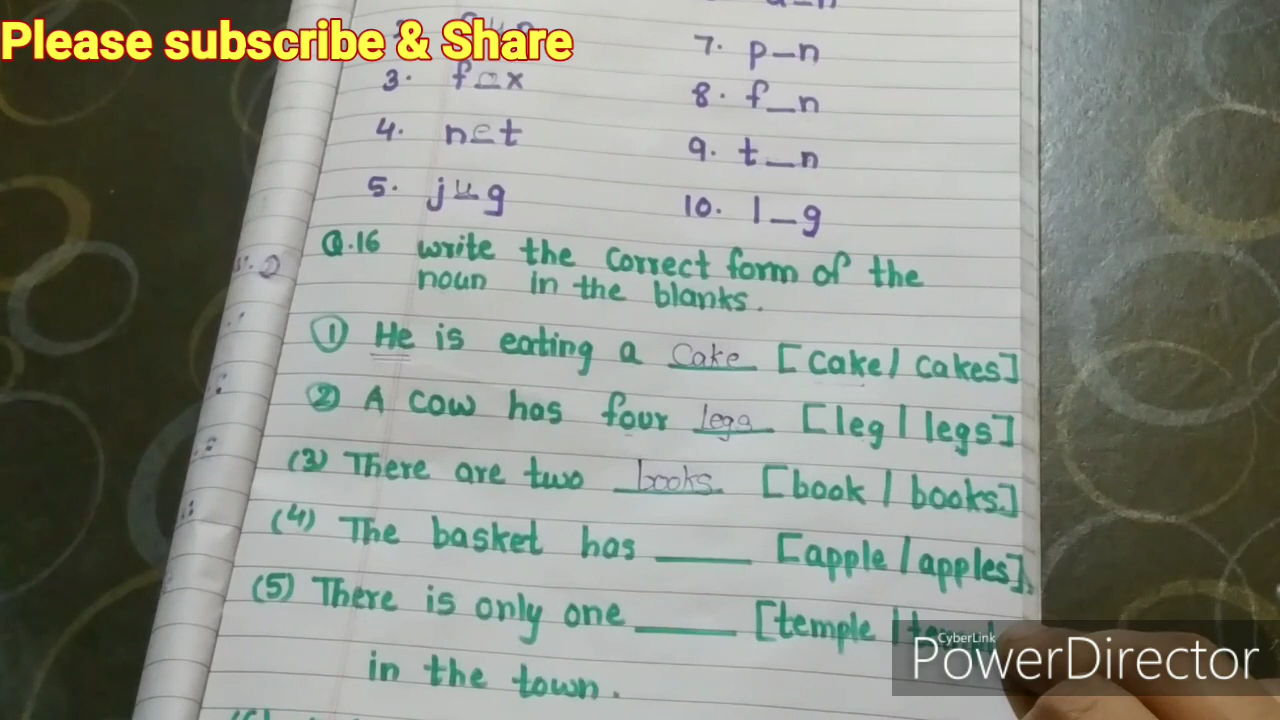 Please subscribe & Share
7. p_n
3. fox
8. f_n
4. net
9. t_n
5. jug
10. l_g
Q.16 write the correct form of the
noun in the blanks.
(1) He is eating a cake [cake/ cakes]
(2) A cow has four legs [leg/ legs]
(3) There are two books. [book / books]
(4) The basket has ____ [apple / apples].
(5) There is only one ____ [temple /
in the town.
CyberLink
PowerDirector